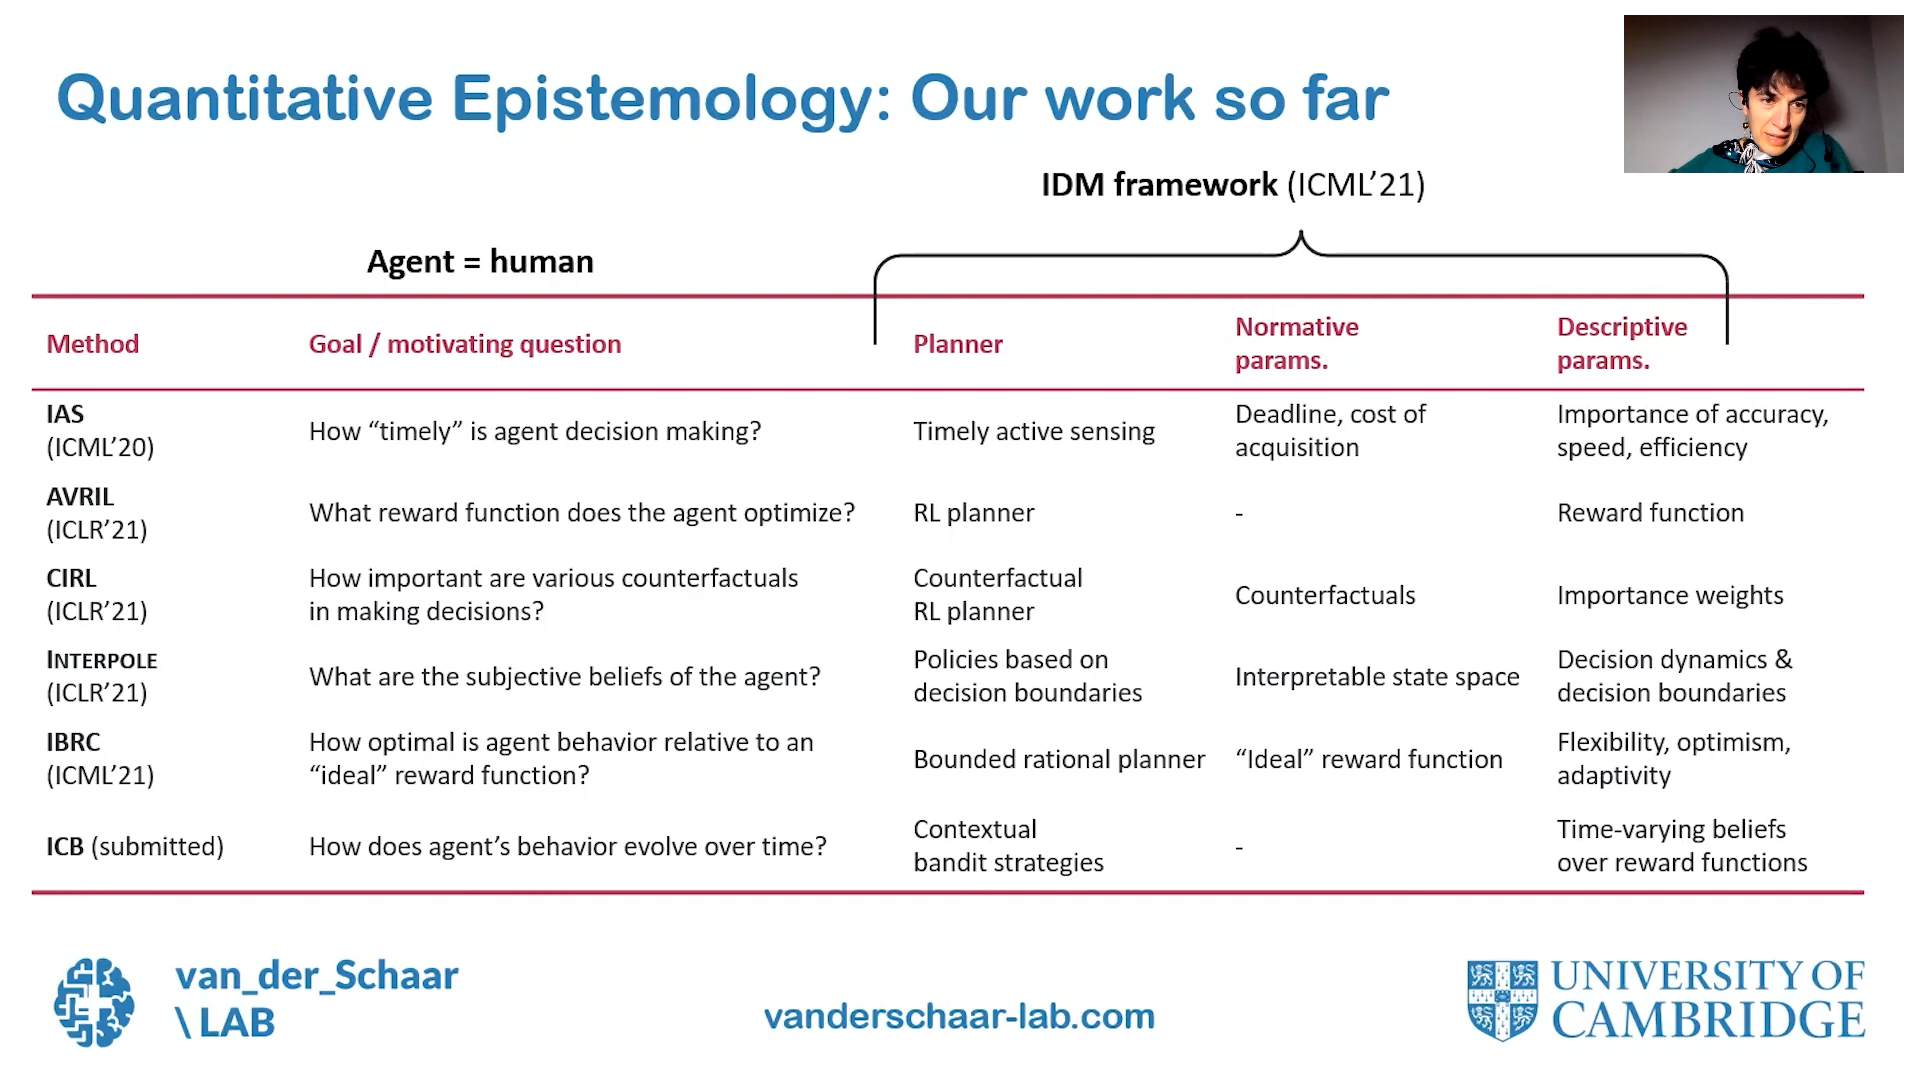 Quantitative Epistemology: Our work so far
IDM framework (ICML’21)
Agent = human
Method
Goal / motivating question
Planner
Normative
params.
Descriptive
params.
IAS
(ICML’20)
How “timely” is agent decision making?
Timely active sensing
Deadline, cost of
acquisition
Importance of accuracy,
speed, efficiency
AVRIL
(ICLR’21)
What reward function does the agent optimize?
RL planner
-
Reward function
CIRL
(ICLR’21)
How important are various counterfactuals
in making decisions?
Counterfactual
RL planner
Counterfactuals
Importance weights
INTERPOLE
(ICLR’21)
What are the subjective beliefs of the agent?
Policies based on
decision boundaries
Interpretable state space
Decision dynamics &
decision boundaries
IBRC
(ICML’21)
How optimal is agent behavior relative to an
“ideal” reward function?
Bounded rational planner
“Ideal” reward function
Flexibility, optimism,
adaptivity
ICB (submitted)
How does agent’s behavior evolve over time?
Contextual
bandit strategies
-
Time-varying beliefs
over reward functions
van_der_Schaar
\ LAB
vanderschaar-lab.com
UNIVERSITY OF
CAMBRIDGE